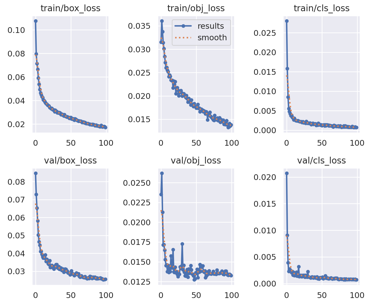 train/box_loss train/obj_loss train/cls_loss
0.10 0.035 0.025
results
smooth
0.08 0.030 0.020
0.06 0.025 0.015
0.04 0.020 0.010
0.02 0.015 0.005
0.000
0 50 100 0 50 100 0 50 100
val/box_loss val/obj_loss val/cls_loss
0.08 0.0250 0.020
0.07 0.0225 0.015
0.06 0.0200
0.05 0.0175 0.010
0.04 0.0150 0.005
0.03 0.0125 0.000
0 50 100 0 50 100 0 50 100